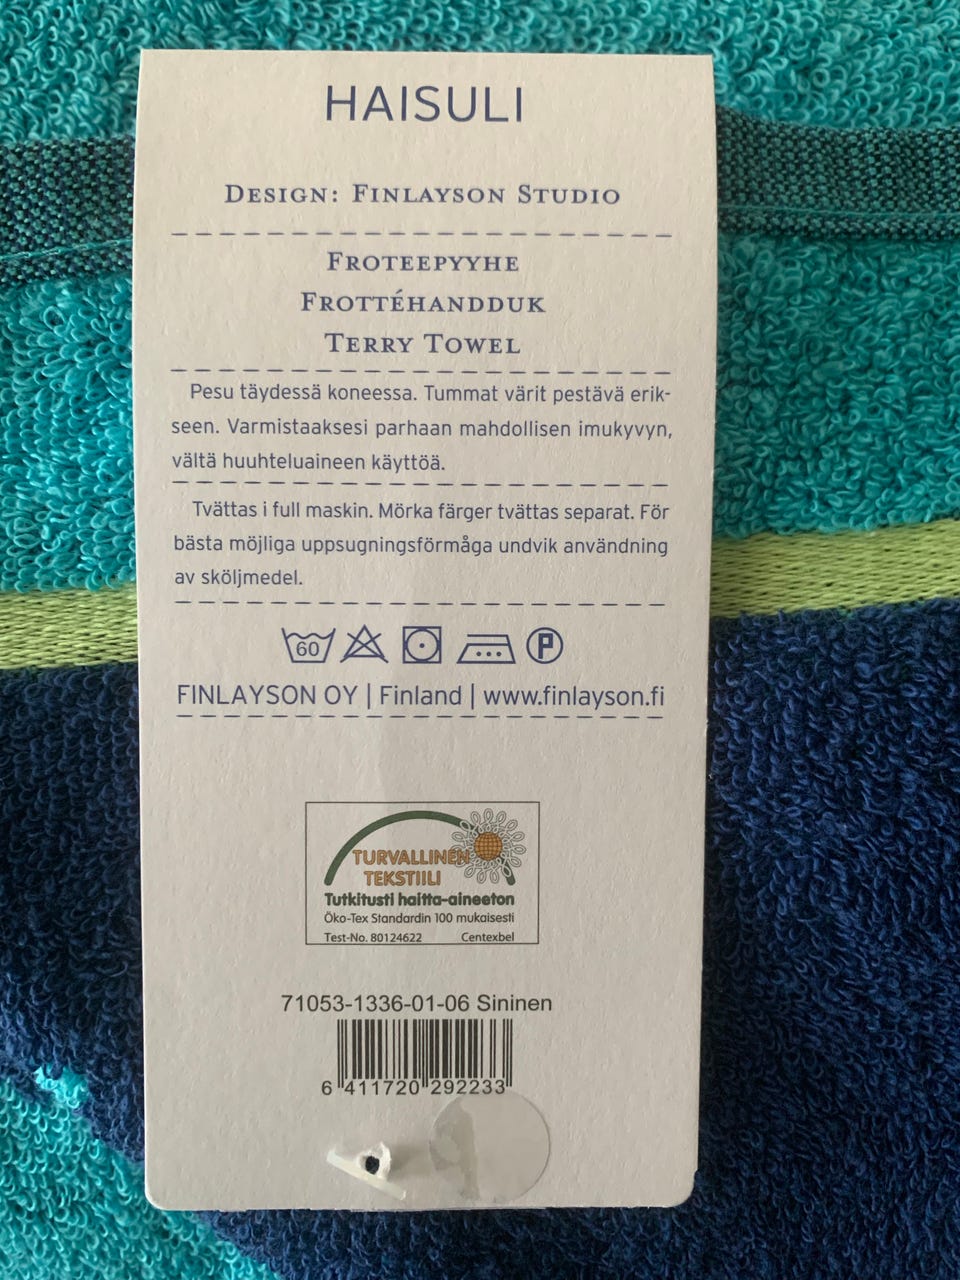 HAISULI
DESIGN: FINLAYSON STUDIO
FROTEEPYYHE
FROTTÉHANDDUK
TERRY TOWEL
Pesu täydessä koneessa. Tummat värit pestävä erik-
seen. Varmistaaksesi parhaan mahdollisen imukyvyn,
vältä huuhteluaineen käyttöä.
Tvättas i full maskin. Mörka färger tvättas separat. För
bästa möjliga uppsugningsförmåga undvik användning
av sköljmedel.
60 P
FINLAYSON OY | Finland | www.finlayson.fi
TURVALLINEN
TEKSTIILI
Tutkitusti haitta-aineeton
Öko-Tex Standardin 100 mukaisesti
Test-No. 80124622 Centexbel
71053-1336-01-06 Sininen
6 411720 292233